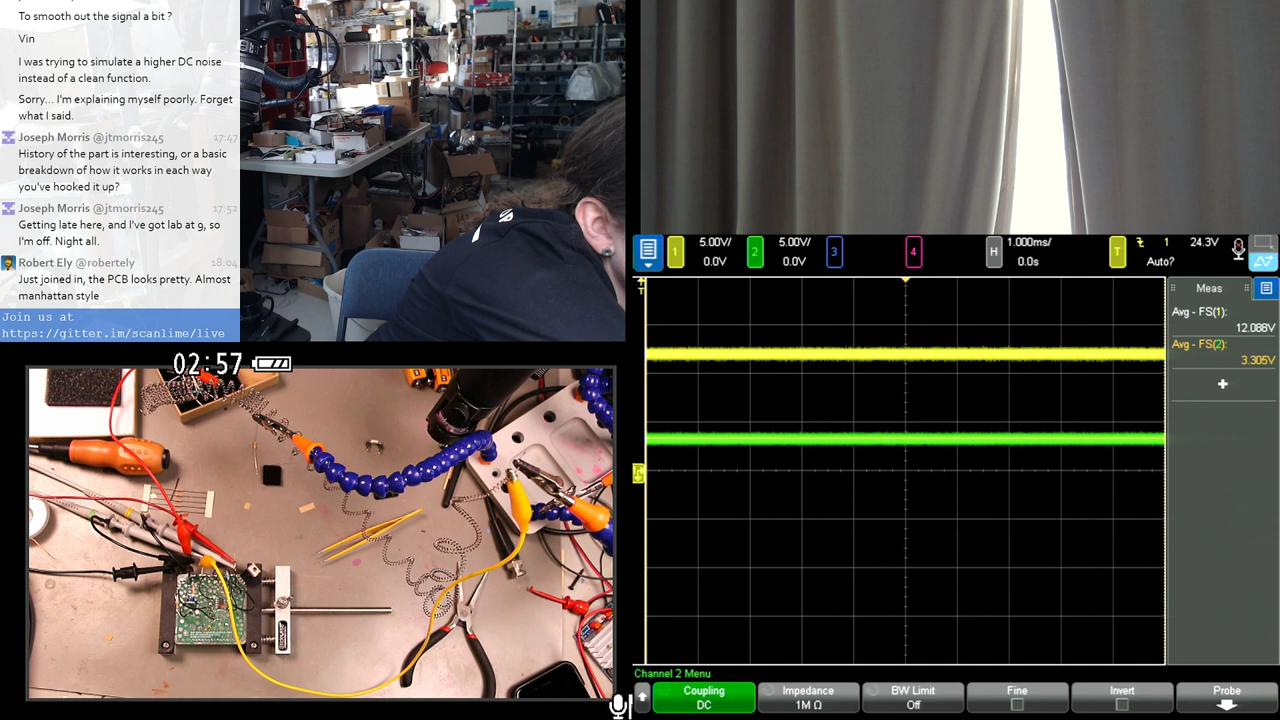 To smooth out the signal a bit ?
Vin
I was trying to simulate a higher DC noise
instead of a clean function.
Sorry... I'm explaining myself poorly. Forget
what I said.
Joseph Morris @jtmorris245 17:47
History of the part is interesting, or a basic
breakdown of how it works in each way
you've hooked it up?
Joseph Morris @jtmorris245 17:52
Getting late here, and I've got lab at 9, so
I'm off. Night all.
Robert Ely @robertely 18:04
Just joined in, the PCB looks pretty. Almost
manhattan style
Join us at
https://gitter.im/scanlime/live
02:57
1 5.00V/ 2 5.00V/ 3 4 H 1.000ms/ T 1 24.3V
0.0V 0.0V 0.0s Auto?
T
Meas
Avg - FS(1):
12.088V
Avg - FS(2):
3.305V
Channel 2 Menu
Coupling Impedance BW Limit Fine Invert Probe
DC 1M Ω Off